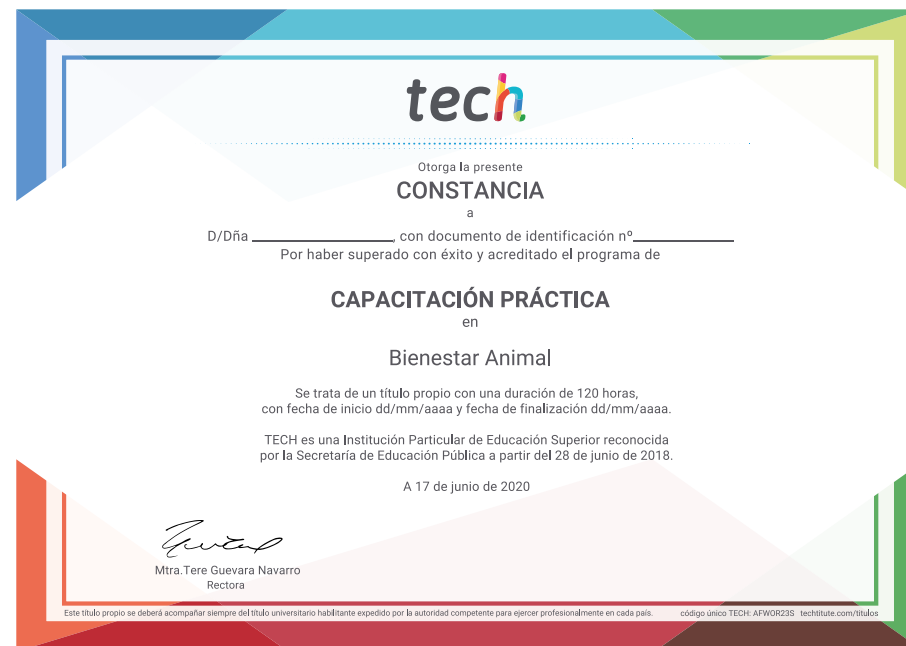 tech
Otorga la presente
CONSTANCIA
a
D/Dña ________________, con documento de identificación nº____________
Por haber superado con éxito y acreditado el programa de
CAPACITACIÓN PRÁCTICA
en
Bienestar Animal
Se trata de un título propio con una duración de 120 horas,
con fecha de inicio dd/mm/aaaa y fecha de finalización dd/mm/aaaa.
TECH es una Institución Particular de Educación Superior reconocida
por la Secretaría de Educación Pública a partir del 28 de junio de 2018.
A 17 de junio de 2020
Mtra.Tere Guevara Navarro
Rectora
Este título propio se deberá acompañar siempre del título universitario habilitante expedido por la autoridad competente para ejercer profesionalmente en cada país. código único TECH: AFWOR23S techtitute.com/titulos